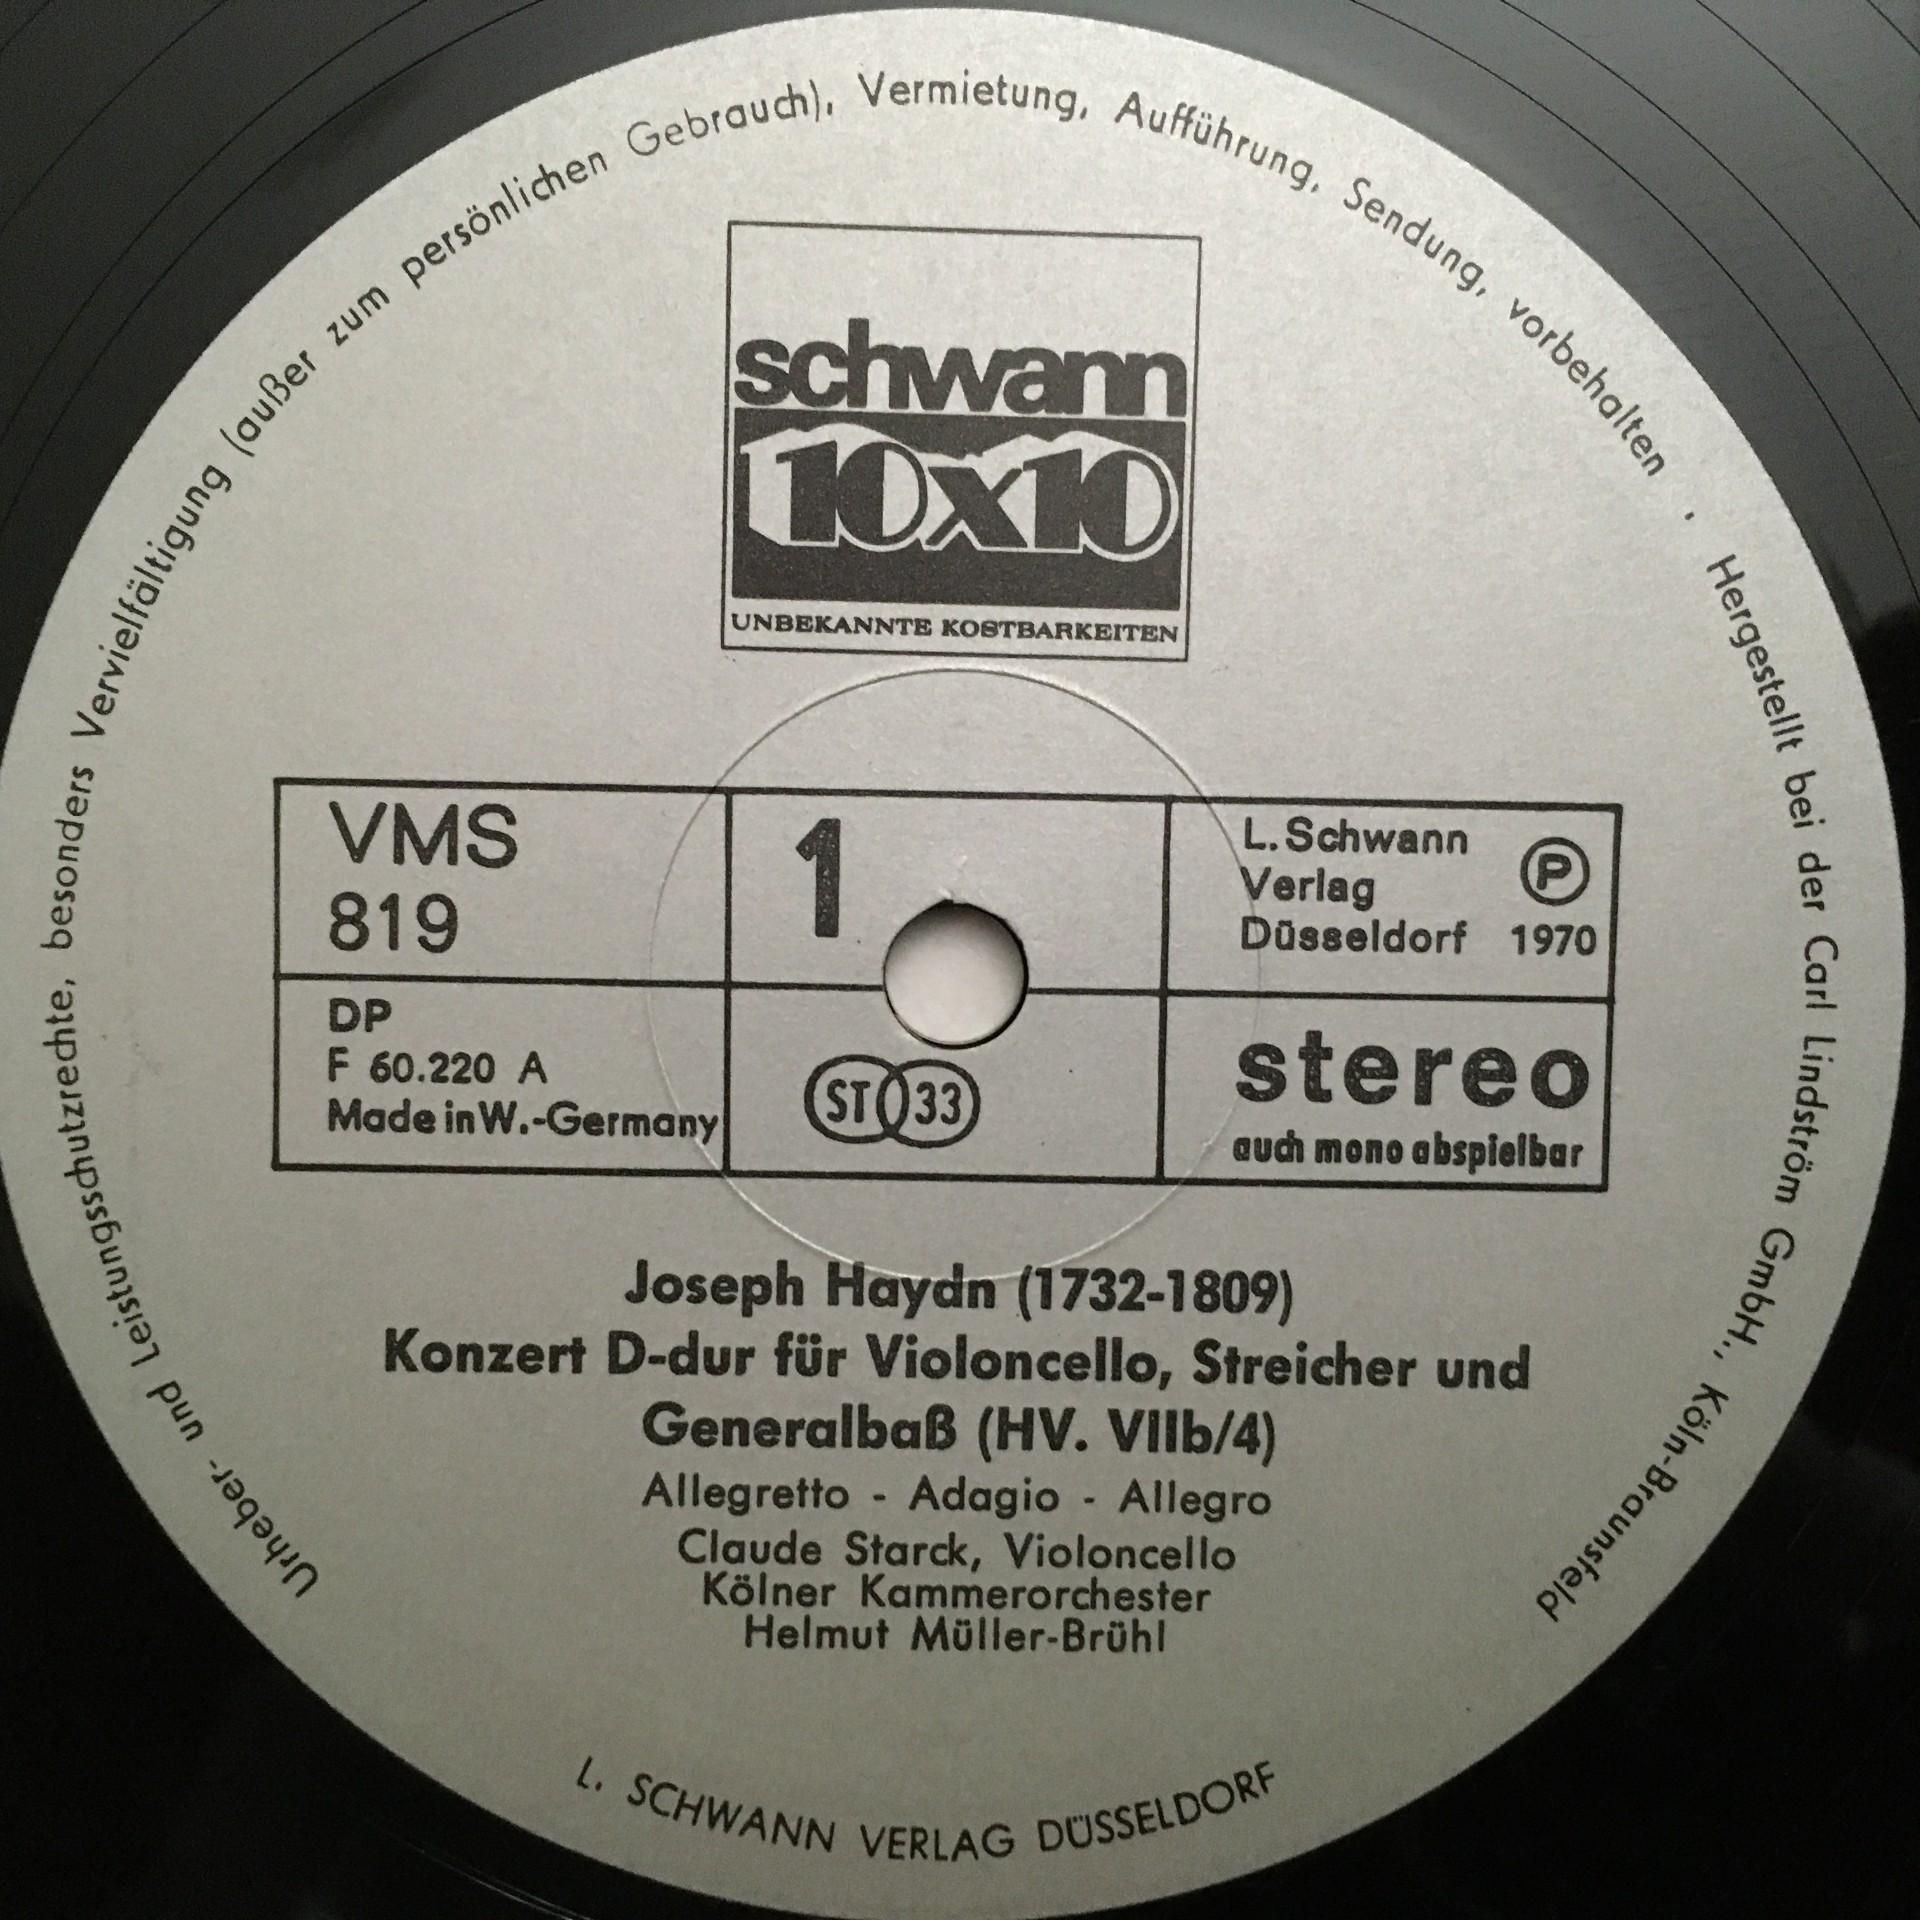 Urheber- und Leistungsschutzrechte, besonders Vervielfältigung (außer zum persönlichen Gebrauch), Vermietung, Aufführung, Sendung, vorbehalten . Hergestellt bei der Carl Lindström GmbH., Köln-Braunsfeld
schwann
10x10
UNBEKANNTE KOSTBARKEITEN
VMS
819
1
L. Schwann
Verlag
Düsseldorf
P
1970
DP
F 60.220 A
Made in W.-Germany
ST 33
stereo
auch mono abspielbar
Joseph Haydn (1732-1809)
Konzert D-dur für Violoncello, Streicher und
Generalbaß (HV. VIIb/4)
Allegretto - Adagio - Allegro
Claude Starck, Violoncello
Kölner Kammerorchester
Helmut Müller-Brühl
L. SCHWANN VERLAG DÜSSELDORF